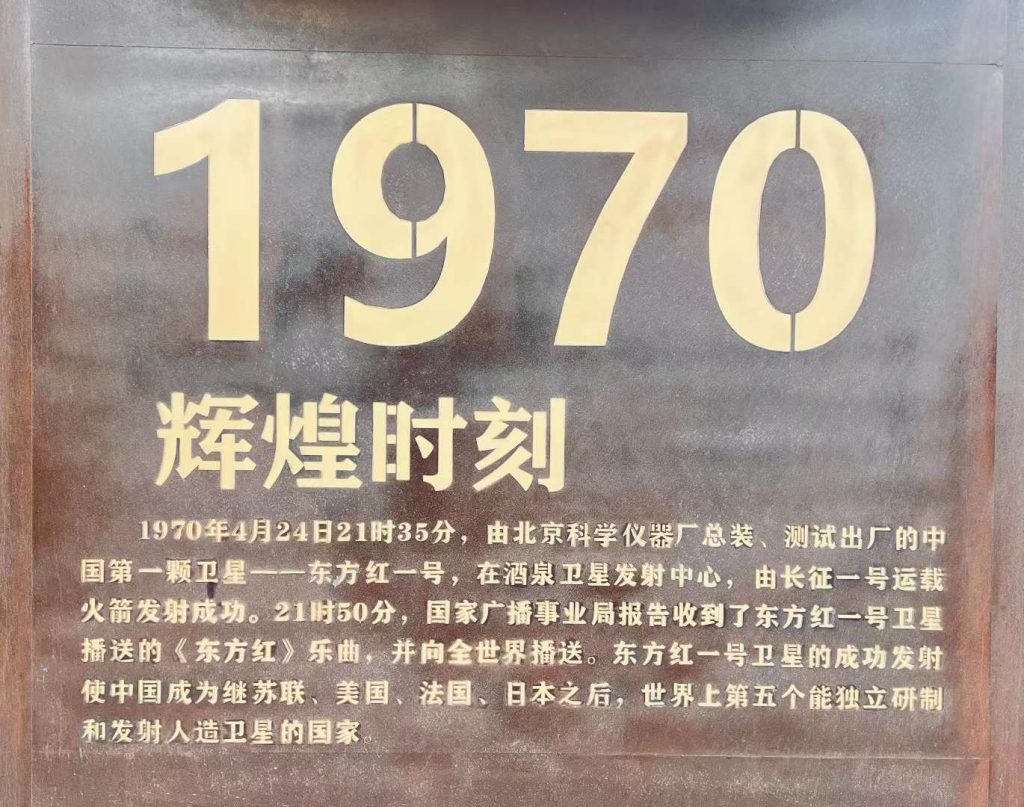 1970
辉煌时刻
1970年4月24日21时35分，由北京科学仪器厂总装、测试出厂的中
国第一颗卫星——东方红一号，在酒泉卫星发射中心，由长征一号运载
火箭发射成功。21时50分，国家广播事业局报告收到了东方红一号卫星
播送的《东方红》乐曲，并向全世界播送。东方红一号卫星的成功发射
使中国成为继苏联、美国、法国、日本之后，世界上第五个能独立研制
和发射人造卫星的国家。